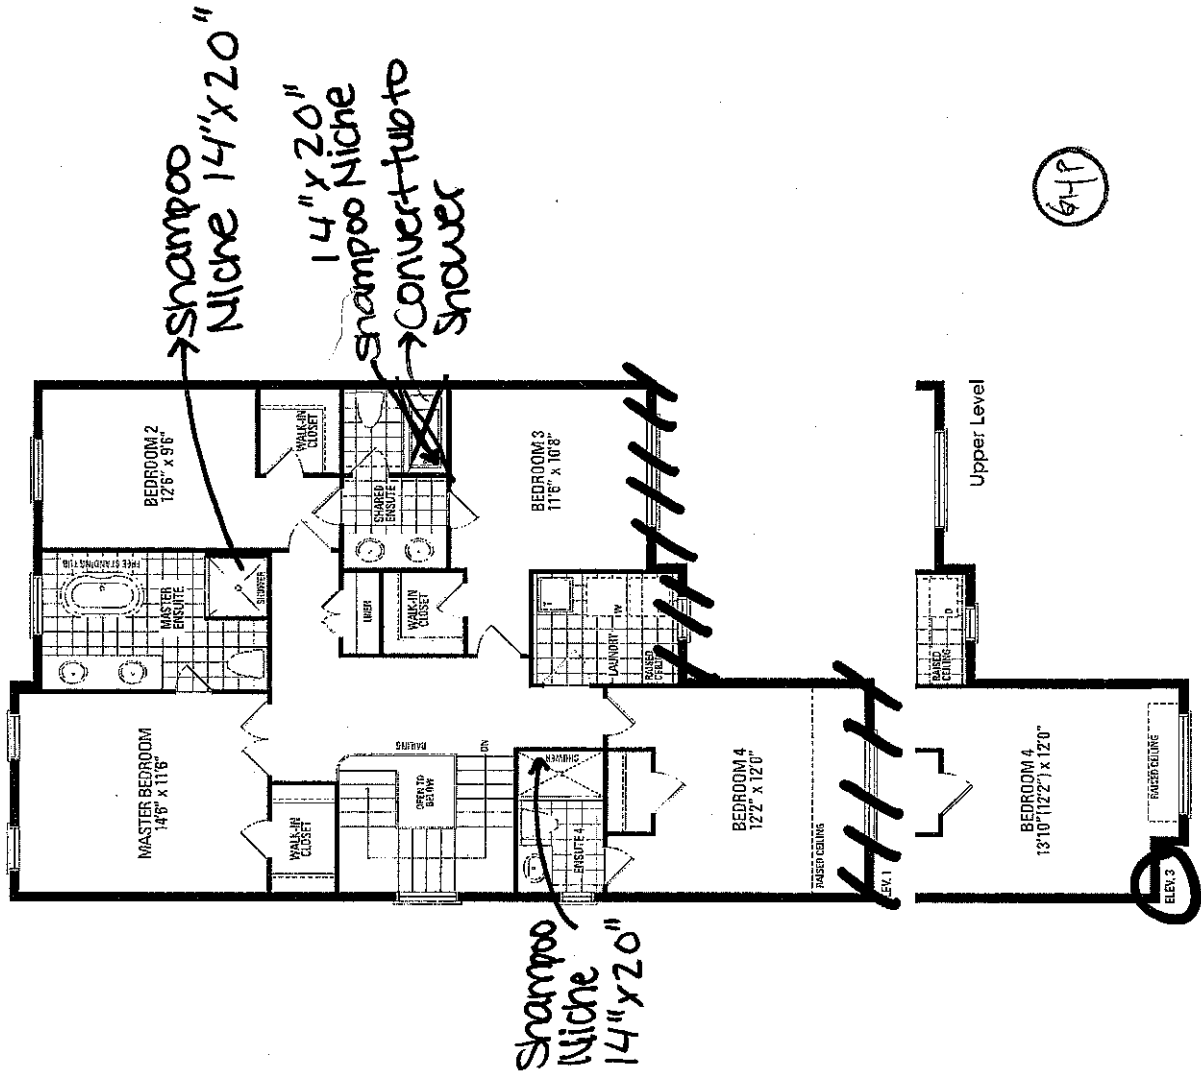 Shampoo
Niche 14"x20"
14"x20"
Shampoo Niche
Convert tub to
Shower
BEDROOM 2
12'6" x 9'6"
WALK-IN
CLOSET
FREE STANDING TUB
MASTER
ENSUITE
SHOWER
SHARED
ENSUITE
BEDROOM 3
11'6" x 10'8"
LINEN
WALK-IN
CLOSET
LAUNDRY
W
RAISED
CEILING
MASTER BEDROOM
14'6" x 11'6"
WALK-IN
CLOSET
RAILING
OPEN TO
BELOW
DN
SHOWER
ENSUITE 4
BEDROOM 4
12'2" x 12'0"
RAISED CEILING
ELEV. 1
Upper Level
RAISED
CEILING
D
BEDROOM 4
13'10" (12'2") x 12'0"
RAISED CEILING
ELEV. 3
Shampoo
Niche
14"x20"